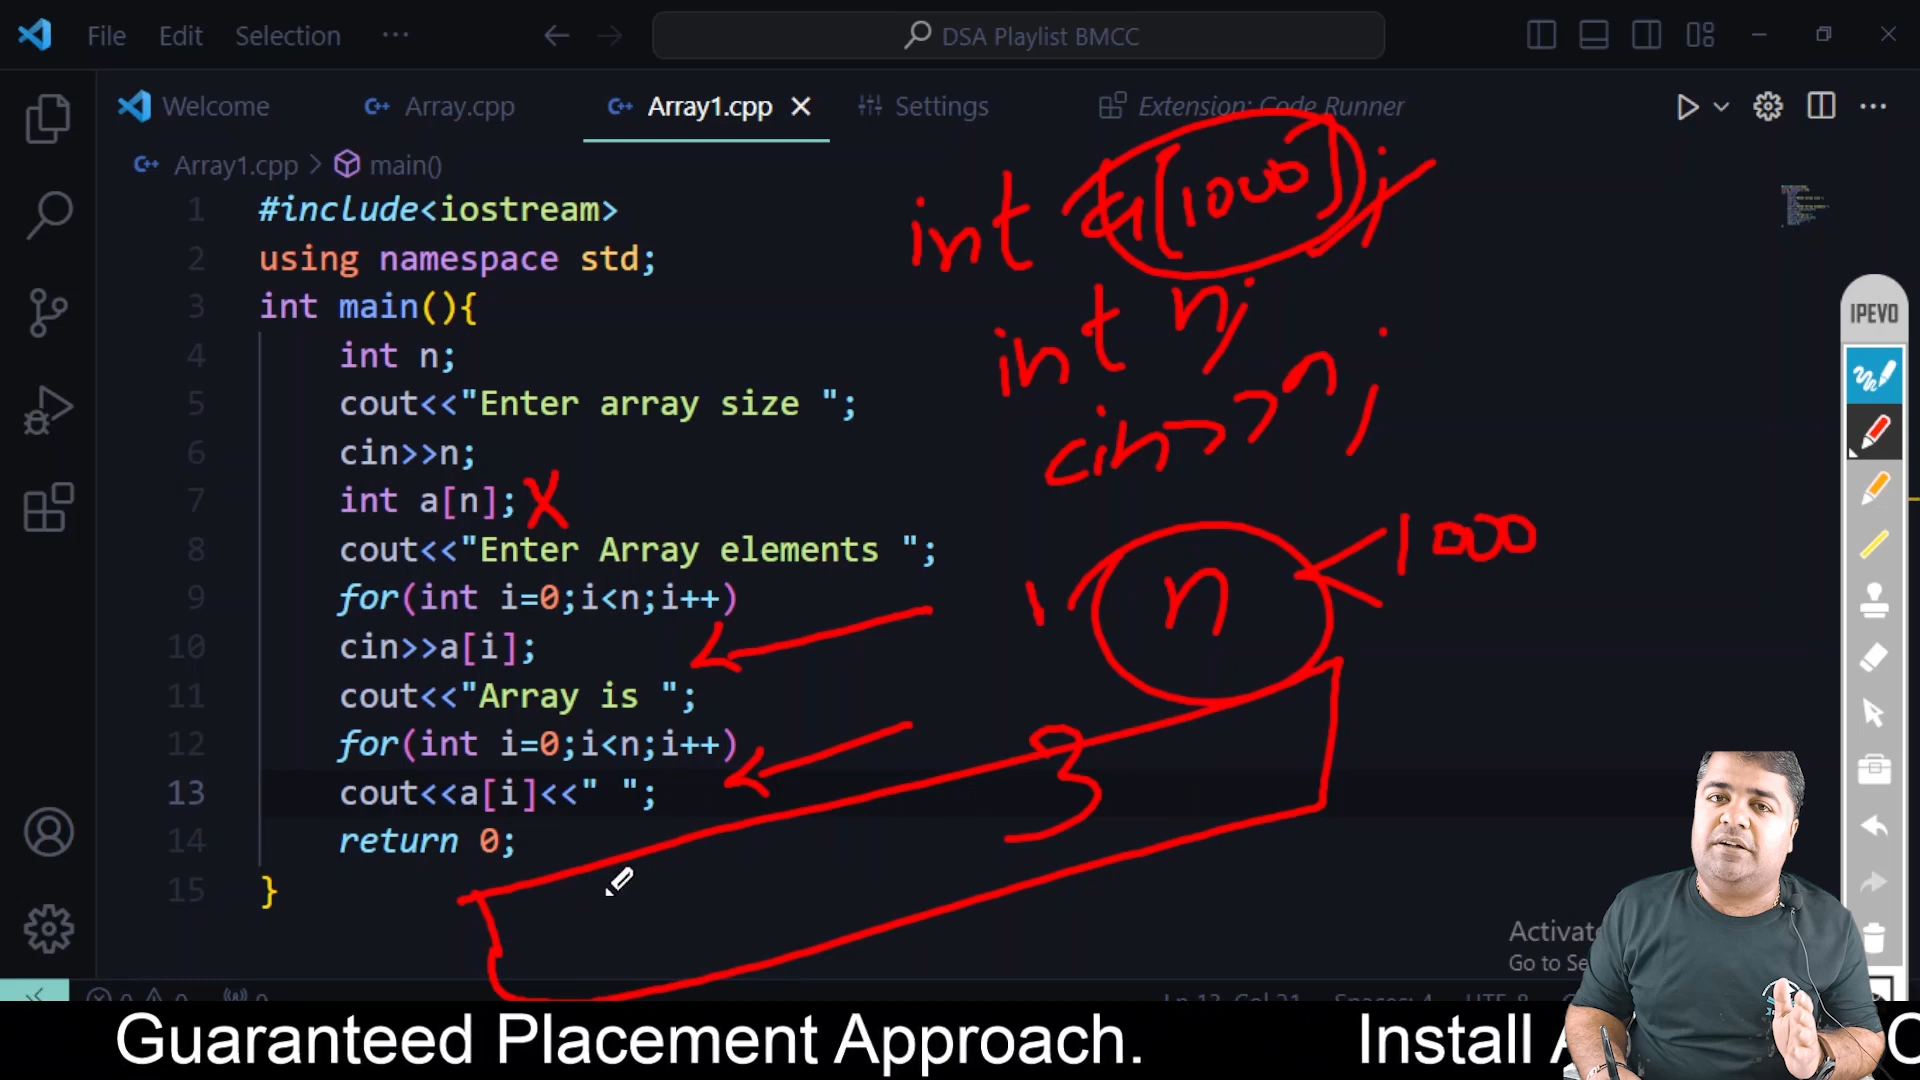 File Edit Selection ···
DSA Playlist BMCC
Welcome Array.cpp Array1.cpp Settings Extension: Code Runner
Array1.cpp > main()
1 #include<iostream>
2 using namespace std;
3 int main(){
4 int n;
5 cout<<"Enter array size ";
6 cin>>n;
7 int a[n]; X
8 cout<<"Enter Array elements ";
9 for(int i=0;i<n;i++)
10 cin>>a[i];
11 cout<<"Array is ";
12 for(int i=0;i<n;i++)
13 cout<<a[i]<<" ";
14 return 0;
15 }
int a[1000];
int n;
cin>>n;
1 n 1000
3
IPEVO
Guaranteed Placement Approach. Install